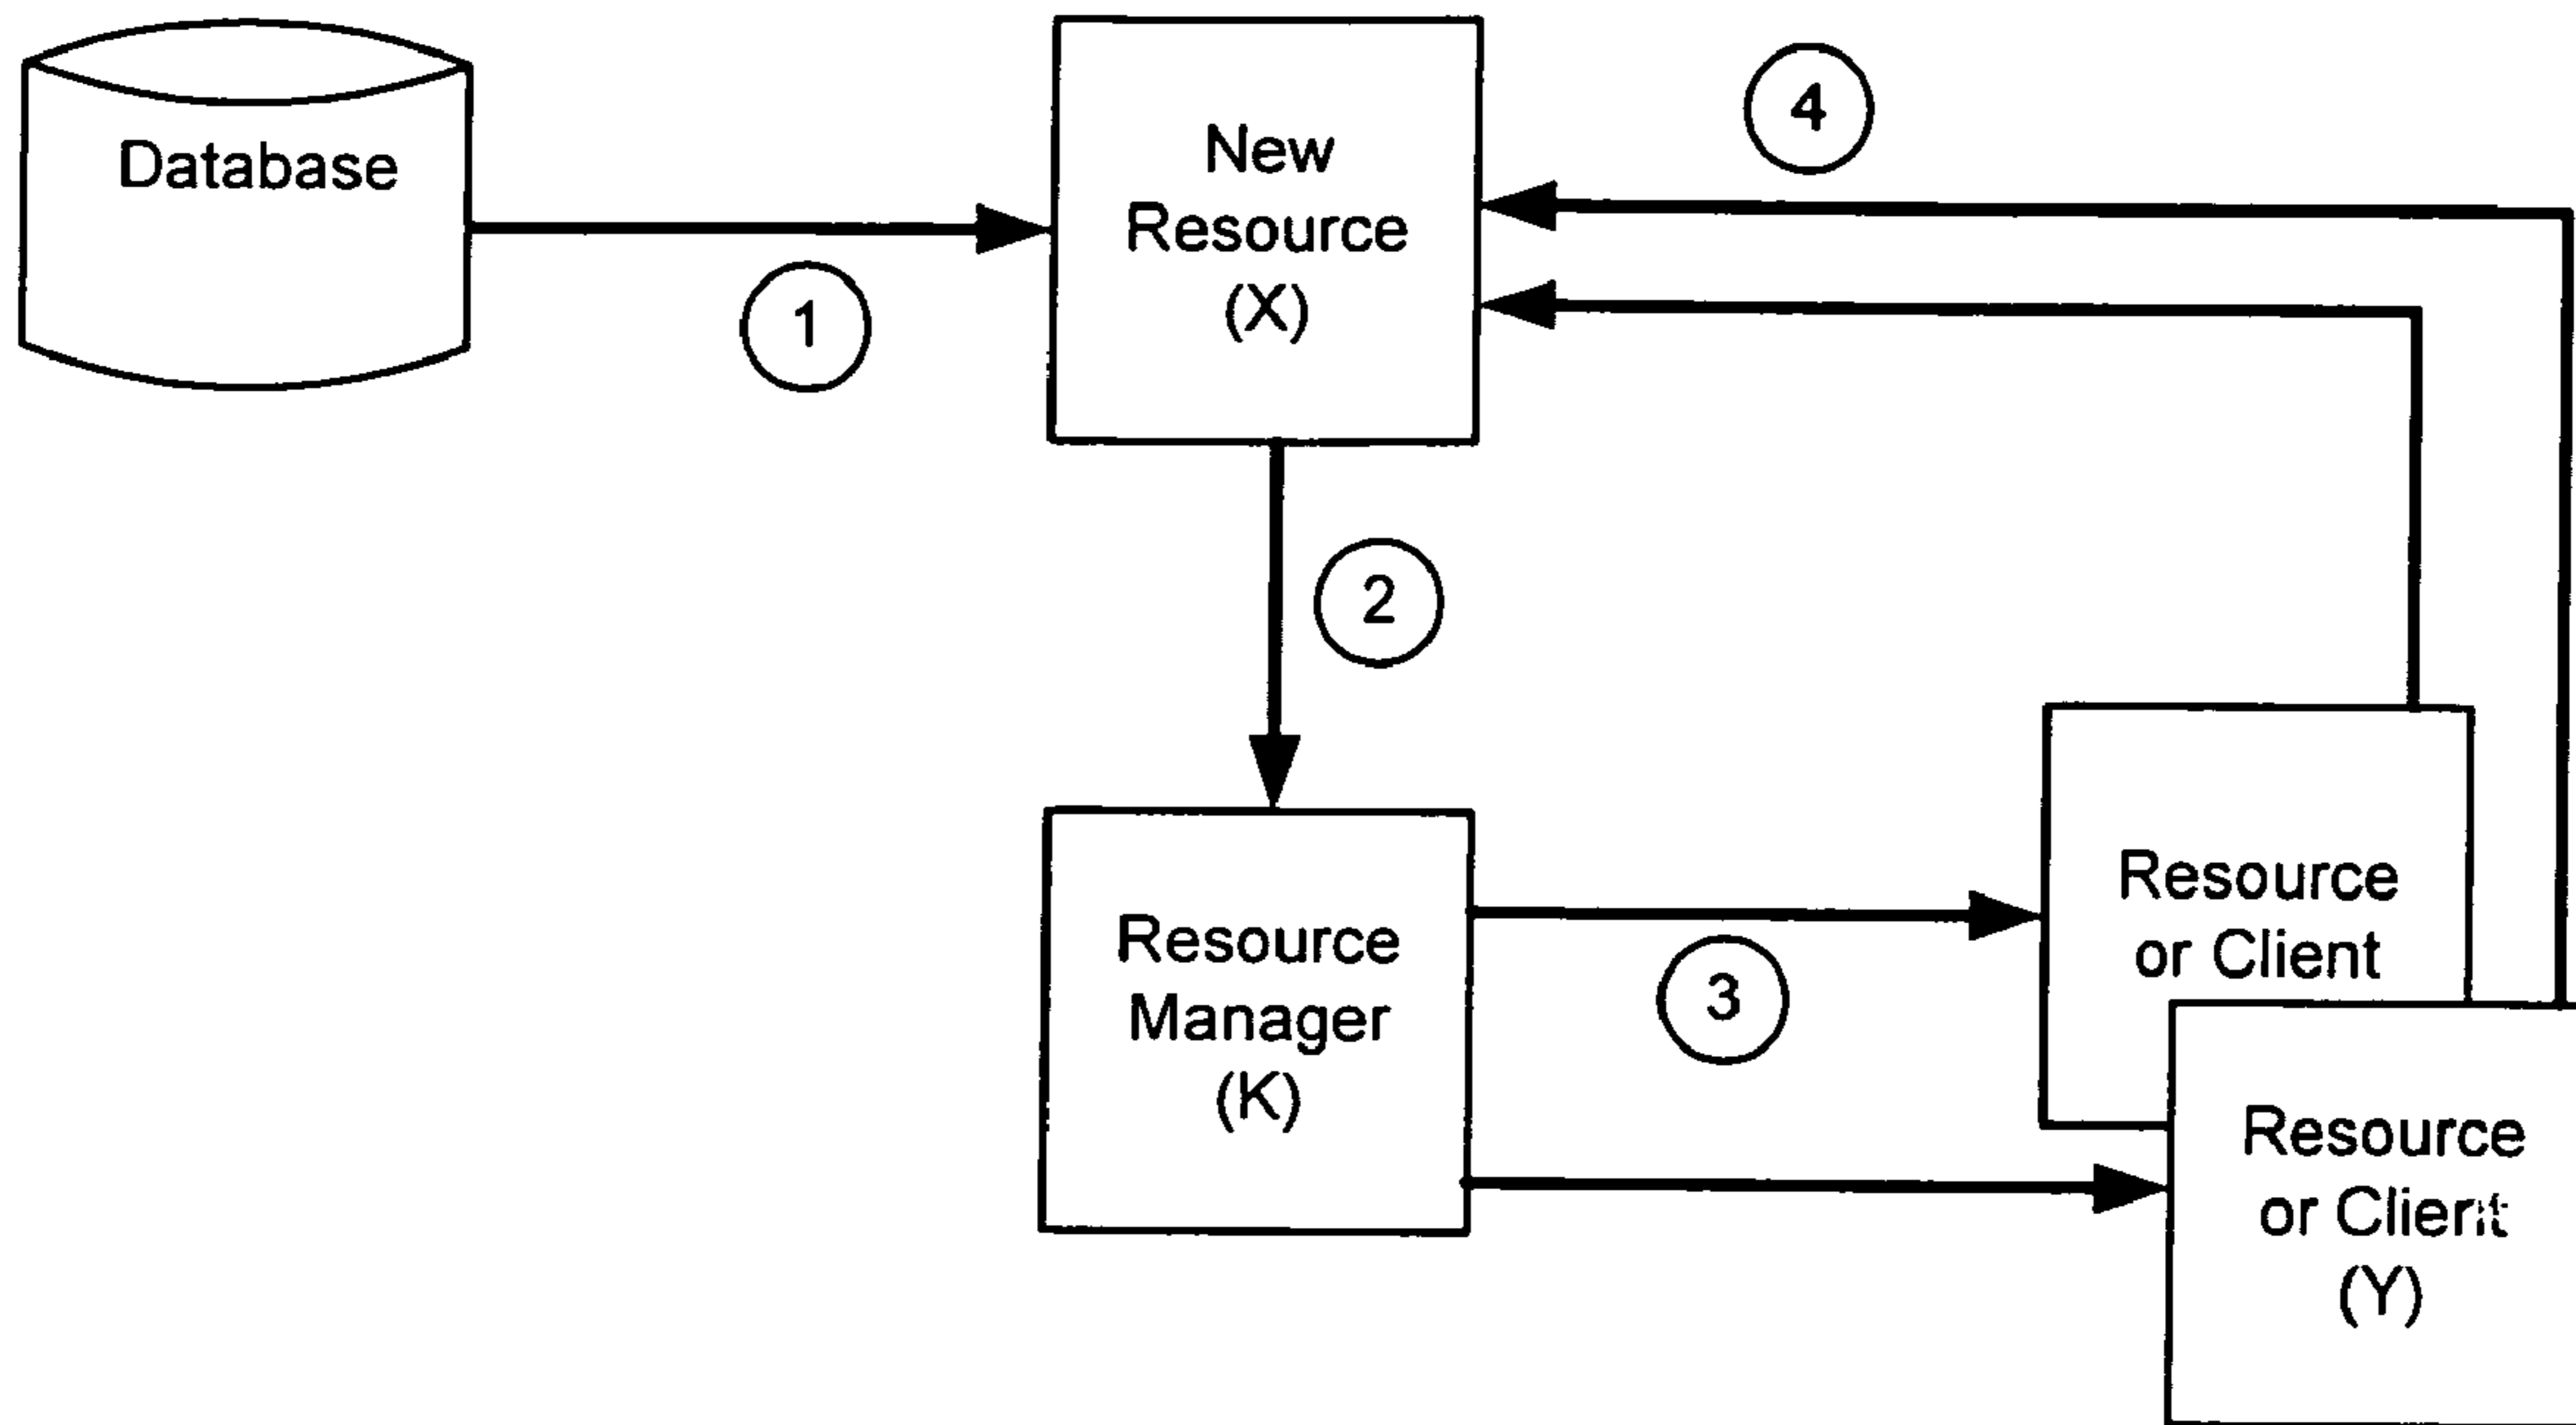 Database
1
New
Resource
(X)
4
2
Resource
Manager
(K)
3
Resource
or Client
Resource
or Client
(Y)